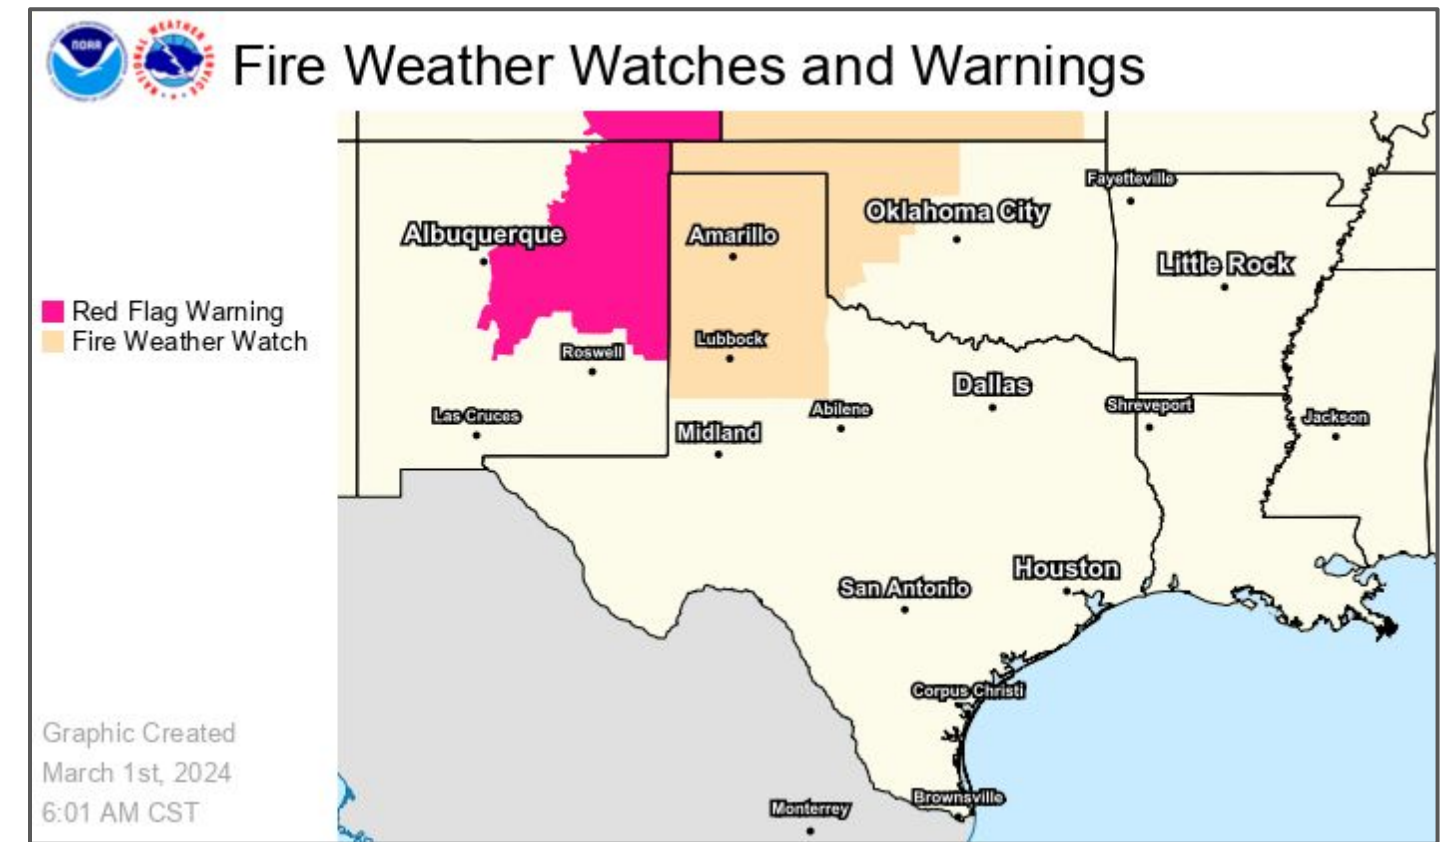 NOAA
NATIONAL WEATHER SERVICE
Fire Weather Watches and Warnings
Red Flag Warning
Fire Weather Watch
Fayetteville
Oklahoma City
Albuquerque
Amarillo
Little Rock
Lubbock
Roswell
Dallas
Shreveport
Abilene
Las Cruces
Jackson
Midland
Houston
San Antonio
Corpus Christi
Brownsville
Monterrey
Graphic Created
March 1st, 2024
6:01 AM CST